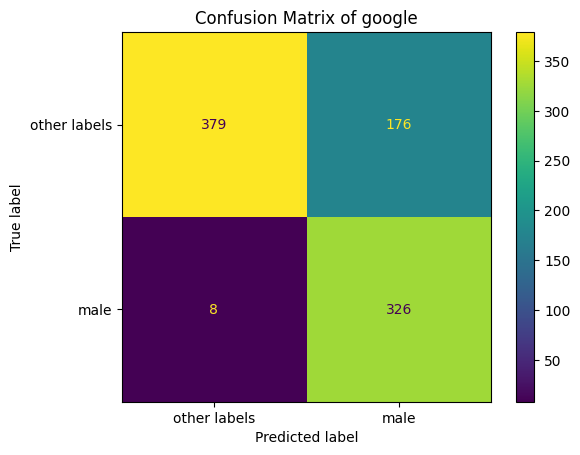 Confusion Matrix of google
True label
other labels
male
379
176
8
326
other labels
male
Predicted label
350
300
250
200
150
100
50